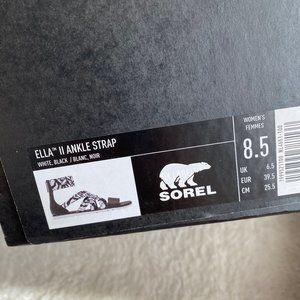 ELLA™ II ANKLE STRAP
WHITE, BLACK / BLANC, NOIR
SOREL
WOMEN'S
FEMMES
8.5
UK 6.5
EUR 39.5
CM 25.5